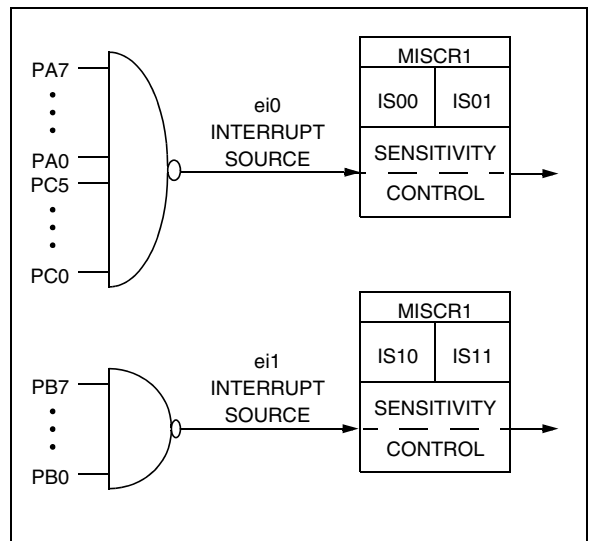 PA7
PA0
PC5
PC0
ei0
INTERRUPT
SOURCE
MISCR1
IS00 IS01
SENSITIVITY
CONTROL
PB7
PB0
ei1
INTERRUPT
SOURCE
MISCR1
IS10 IS11
SENSITIVITY
CONTROL